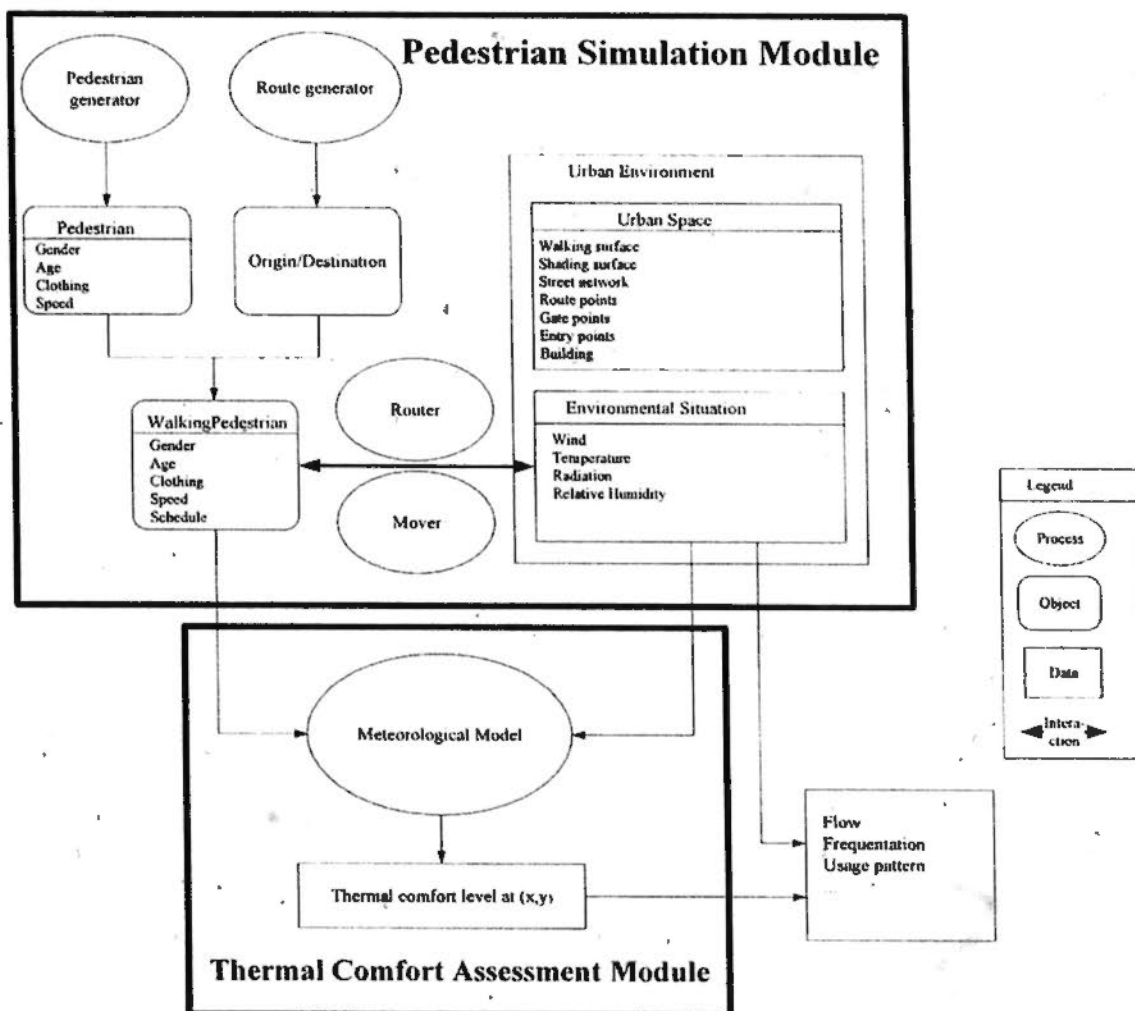 Pedestrian Simulation Module
Pedestrian
generator
Route generator
Pedestrian
Gender
Age
Clothing
Speed
Origin/Destination
Urban Environment
Urban Space
Walking surface
Shading surface
Street network
Route points
Gate points
Entry points
Building
Router
WalkingPedestrian
Gender
Age
Clothing
Speed
Schedule
Mover
Environmental Situation
Wind
Temperature
Radiation
Relative Humidity
Legend
Process
Object
Data
Intera-
ction
Meteorological Model
Thermal comfort level at (x,y)
Flow
Frequentation
Usage pattern
Thermal Comfort Assessment Module